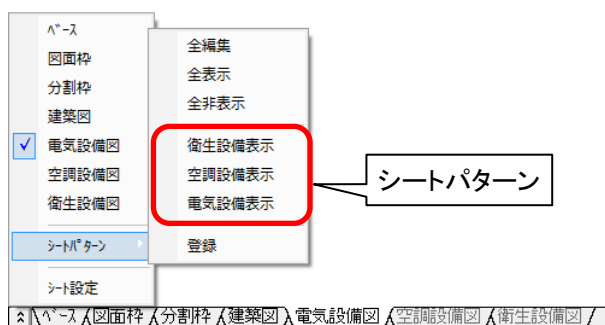 ﾍﾞｰｽ
図面枠
分割枠
建築図
電気設備図
空調設備図
衛生設備図
ｼｰﾄﾊﾟﾀｰﾝ
ｼｰﾄ設定
全編集
全表示
全非表示
衛生設備表示
空調設備表示
電気設備表示
登録
シートパターン
ﾍﾞｰｽ 図面枠 分割枠 建築図 電気設備図 空調設備図 衛生設備図